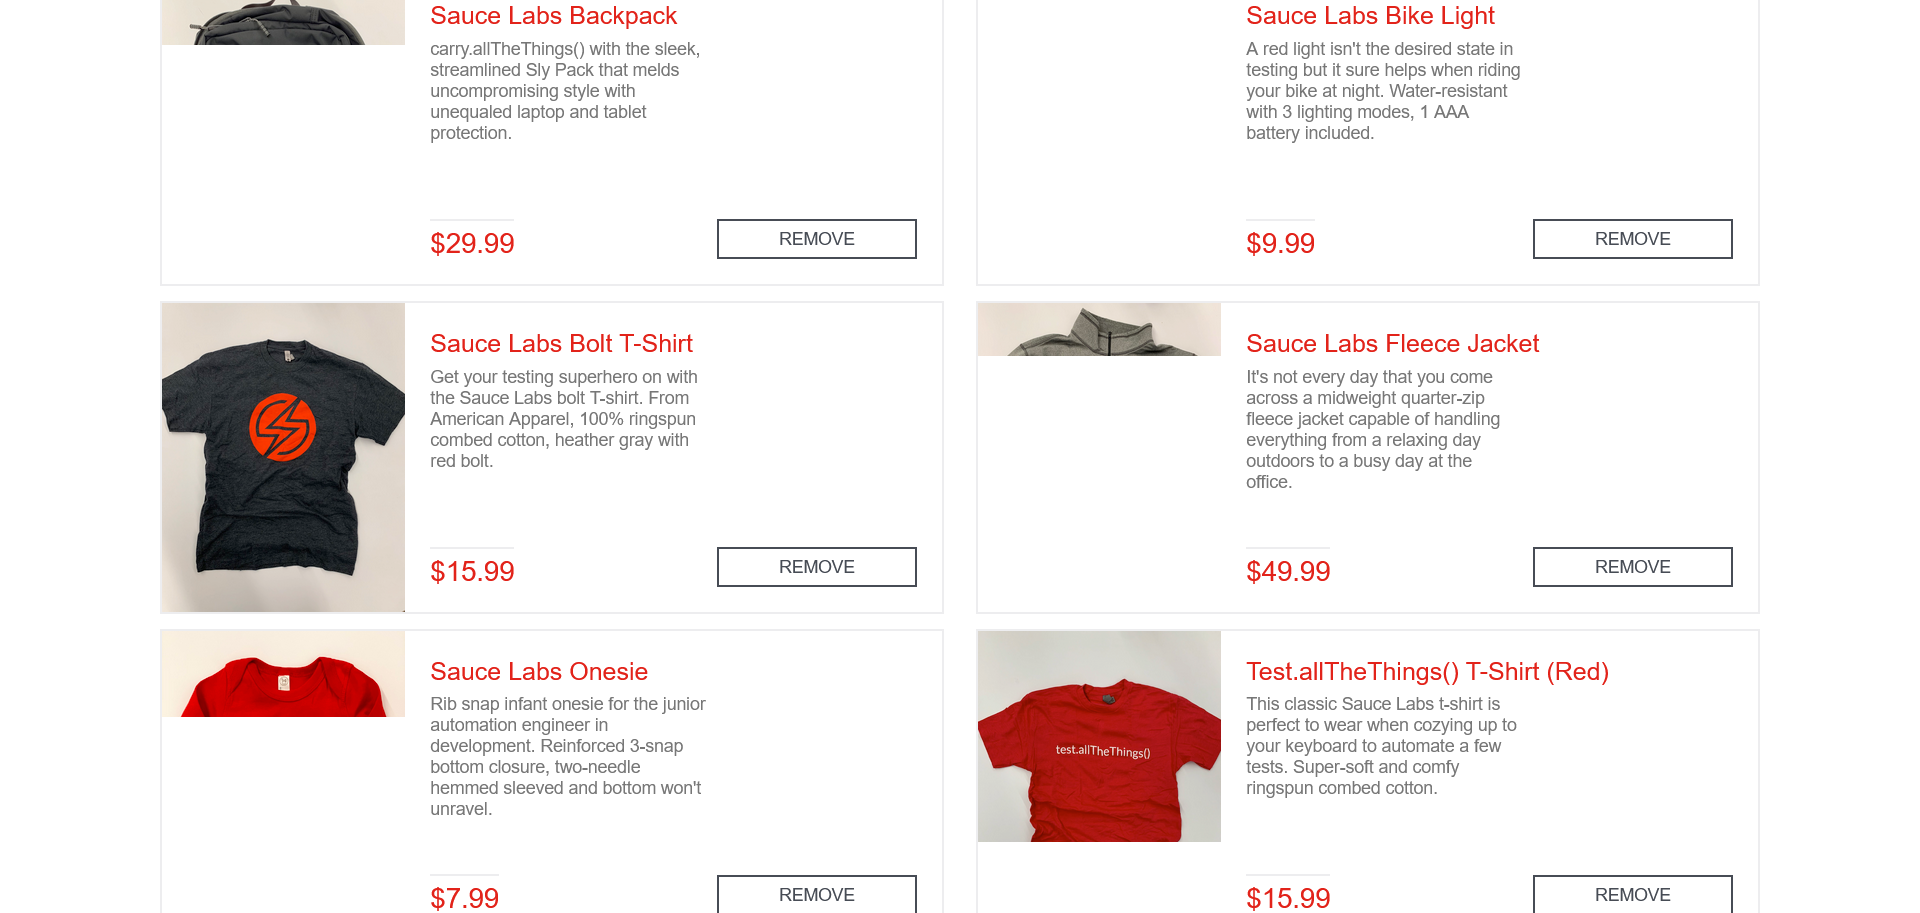 Sauce Labs Backpack
carry.allTheThings() with the sleek,
streamlined Sly Pack that melds
uncompromising style with
unequaled laptop and tablet
protection.
$29.99
REMOVE
Sauce Labs Bike Light
A red light isn't the desired state in
testing but it sure helps when riding
your bike at night. Water-resistant
with 3 lighting modes, 1 AAA
battery included.
$9.99
REMOVE
Sauce Labs Bolt T-Shirt
Get your testing superhero on with
the Sauce Labs bolt T-shirt. From
American Apparel, 100% ringspun
combed cotton, heather gray with
red bolt.
$15.99
REMOVE
Sauce Labs Fleece Jacket
It's not every day that you come
across a midweight quarter-zip
fleece jacket capable of handling
everything from a relaxing day
outdoors to a busy day at the
office.
$49.99
REMOVE
Sauce Labs Onesie
Rib snap infant onesie for the junior
automation engineer in
development. Reinforced 3-snap
bottom closure, two-needle
hemmed sleeved and bottom won't
unravel.
$7.99
REMOVE
test.allTheThings()
Test.allTheThings() T-Shirt (Red)
This classic Sauce Labs t-shirt is
perfect to wear when cozying up to
your keyboard to automate a few
tests. Super-soft and comfy
ringspun combed cotton.
$15.99
REMOVE